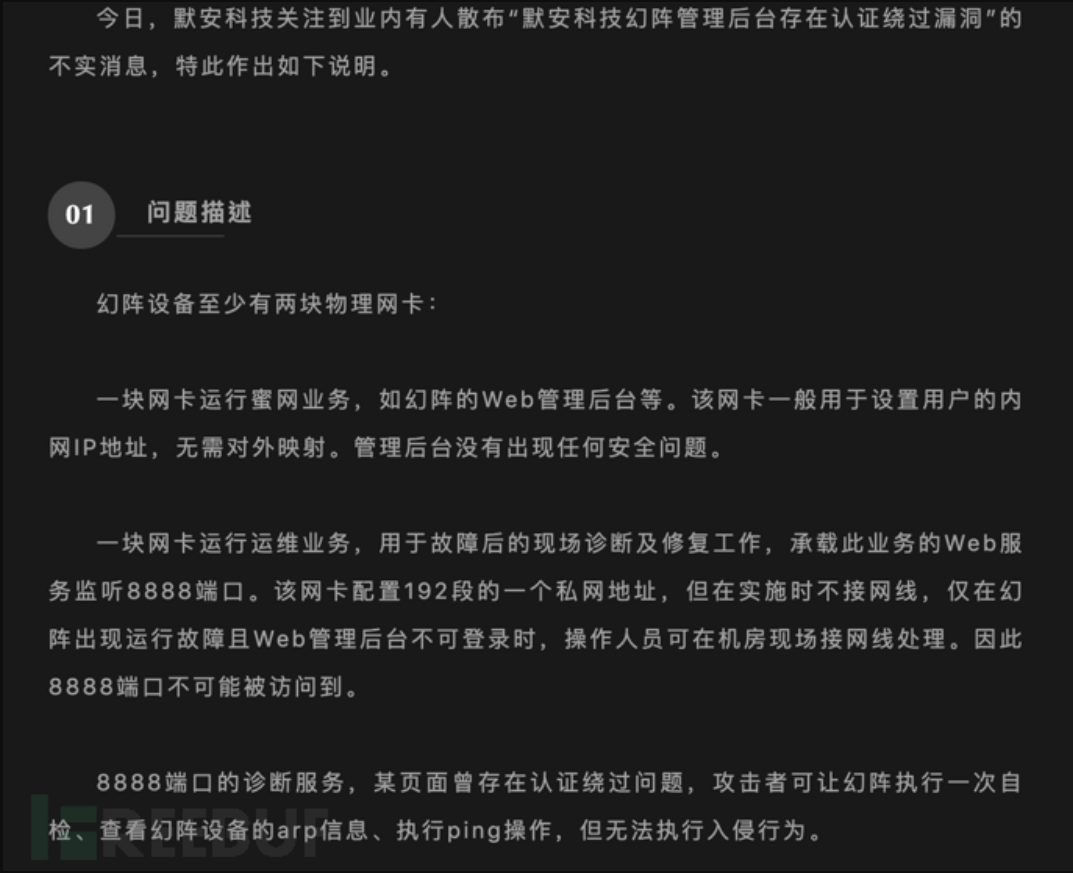 今日，默安科技关注到业内有人散布“默安科技幻阵管理后台存在认证绕过漏洞”的
不实消息，特此作出如下说明。
01 问题描述
幻阵设备至少有两块物理网卡：
一块网卡运行蜜网业务，如幻阵的Web管理后台等。该网卡一般用于设置用户的内
网IP地址，无需对外映射。管理后台没有出现任何安全问题。
一块网卡运行运维业务，用于故障后的现场诊断及修复工作，承载此业务的Web服
务监听8888端口。该网卡配置192段的一个私网地址，但在实施时不接网线，仅在幻
阵出现运行故障且Web管理后台不可登录时，操作人员可在机房现场接网线处理。因此
8888端口不可能被访问到。
8888端口的诊断服务，某页面曾存在认证绕过问题，攻击者可让幻阵执行一次自
检、查看幻阵设备的arp信息、执行ping操作，但无法执行入侵行为。
FREEBUF